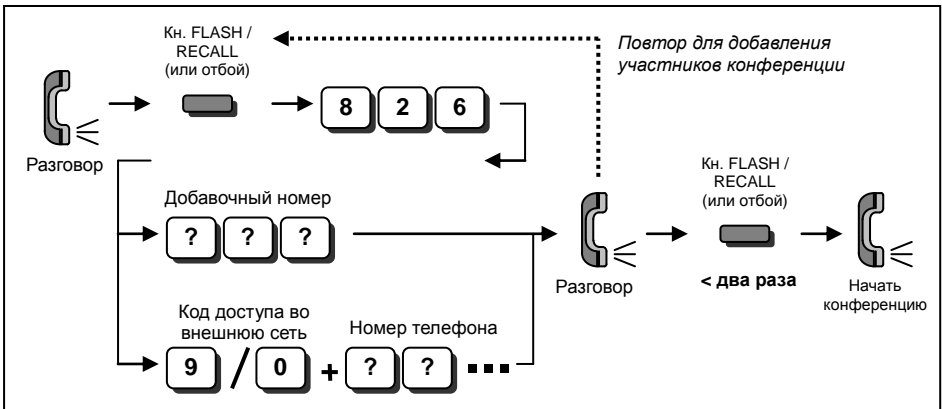 Кн. FLASH /
RECALL
(или отбой)
Повтор для добавления
участников конференции
8 2 6
Разговор
Добавочный номер
? ? ?
Кн. FLASH /
RECALL
(или отбой)
Разговор
< два раза
Начать
конференцию
Код доступа во
внешнюю сеть
Номер телефона
9 / 0 + ? ? ...